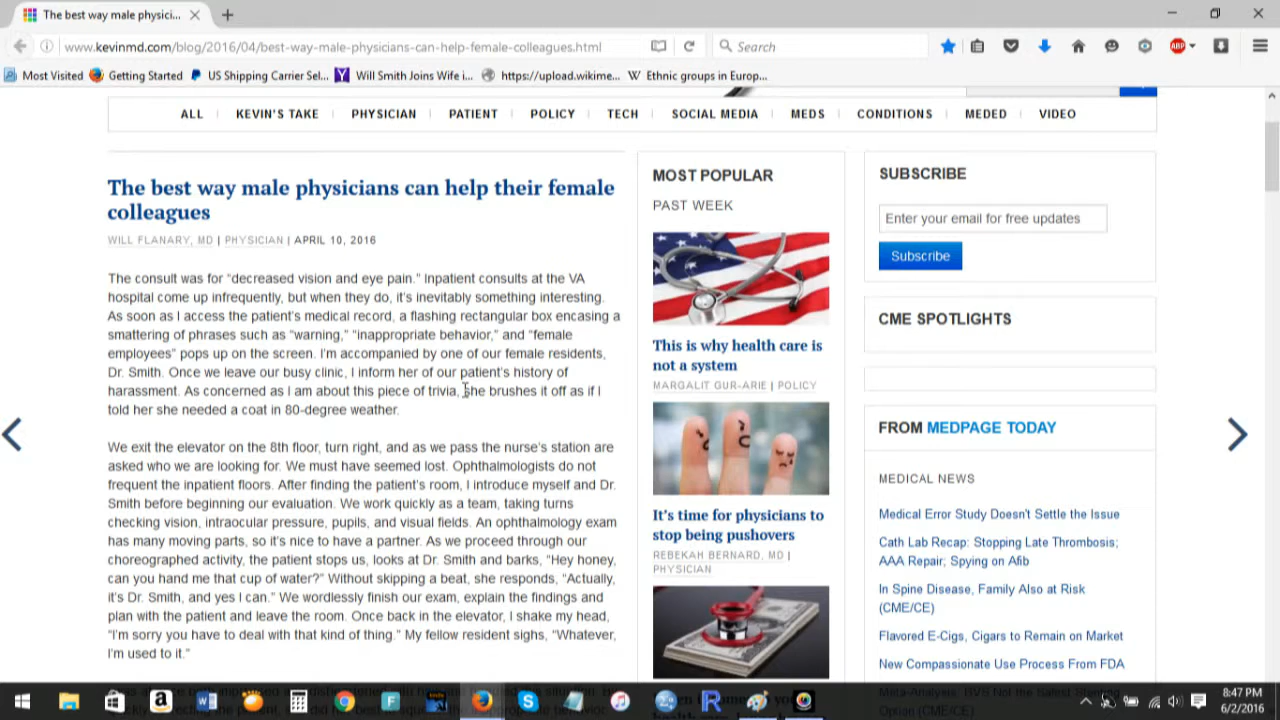 The best way male physici...
www.kevinmd.com/blog/2016/04/best-way-male-physicians-can-help-female-colleagues.html
Search
ABP
Most Visited Getting Started US Shipping Carrier Sel... Will Smith Joins Wife i... https://upload.wikime... W Ethnic groups in Europ...
ALL KEVIN'S TAKE PHYSICIAN PATIENT POLICY TECH SOCIAL MEDIA MEDS CONDITIONS MEDED VIDEO
The best way male physicians can help their female
colleagues
WILL FLANARY, MD | PHYSICIAN | APRIL 10, 2016
The consult was for “decreased vision and eye pain.” Inpatient consults at the VA
hospital come up infrequently, but when they do, it’s inevitably something interesting.
As soon as I access the patient’s medical record, a flashing rectangular box encasing a
smattering of phrases such as “warning,” “inappropriate behavior,” and “female
employees” pops up on the screen. I’m accompanied by one of our female residents,
Dr. Smith. Once we leave our busy clinic, I inform her of our patient’s history of
harassment. As concerned as I am about this piece of trivia, she brushes it off as if I
told her she needed a coat in 80-degree weather.
We exit the elevator on the 8th floor, turn right, and as we pass the nurse’s station are
asked who we are looking for. We must have seemed lost. Ophthalmologists do not
frequent the inpatient floors. After finding the patient’s room, I introduce myself and Dr.
Smith before beginning our evaluation. We work quickly as a team, taking turns
checking vision, intraocular pressure, pupils, and visual fields. An ophthalmology exam
has many moving parts, so it’s nice to have a partner. As we proceed through our
choreographed activity, the patient stops us, looks at Dr. Smith and barks, “Hey honey,
can you hand me that cup of water?” Without skipping a beat, she responds, “Actually,
it’s Dr. Smith, and yes I can.” We wordlessly finish our exam, explain the findings and
plan with the patient and leave the room. Once back in the elevator, I shake my head,
“I’m sorry you have to deal with that kind of thing.” My fellow resident sighs, “Whatever,
I’m used to it.”
MOST POPULAR
PAST WEEK
This is why health care is
not a system
MARGALIT GUR-ARIE | POLICY
It’s time for physicians to
stop being pushovers
REBEKAH BERNARD, MD |
PHYSICIAN
SUBSCRIBE
Enter your email for free updates
Subscribe
CME SPOTLIGHTS
FROM MEDPAGE TODAY
MEDICAL NEWS
Medical Error Study Doesn't Settle the Issue
Cath Lab Recap: Stopping Late Thrombosis;
AAA Repair; Spying on Afib
In Spine Disease, Family Also at Risk
(CME/CE)
Flavored E-Cigs, Cigars to Remain on Market
New Compassionate Use Process From FDA
Meta-Analysis: BVS Not the Safest Stenting
Option (CME/CE)
8:47 PM
6/2/2016